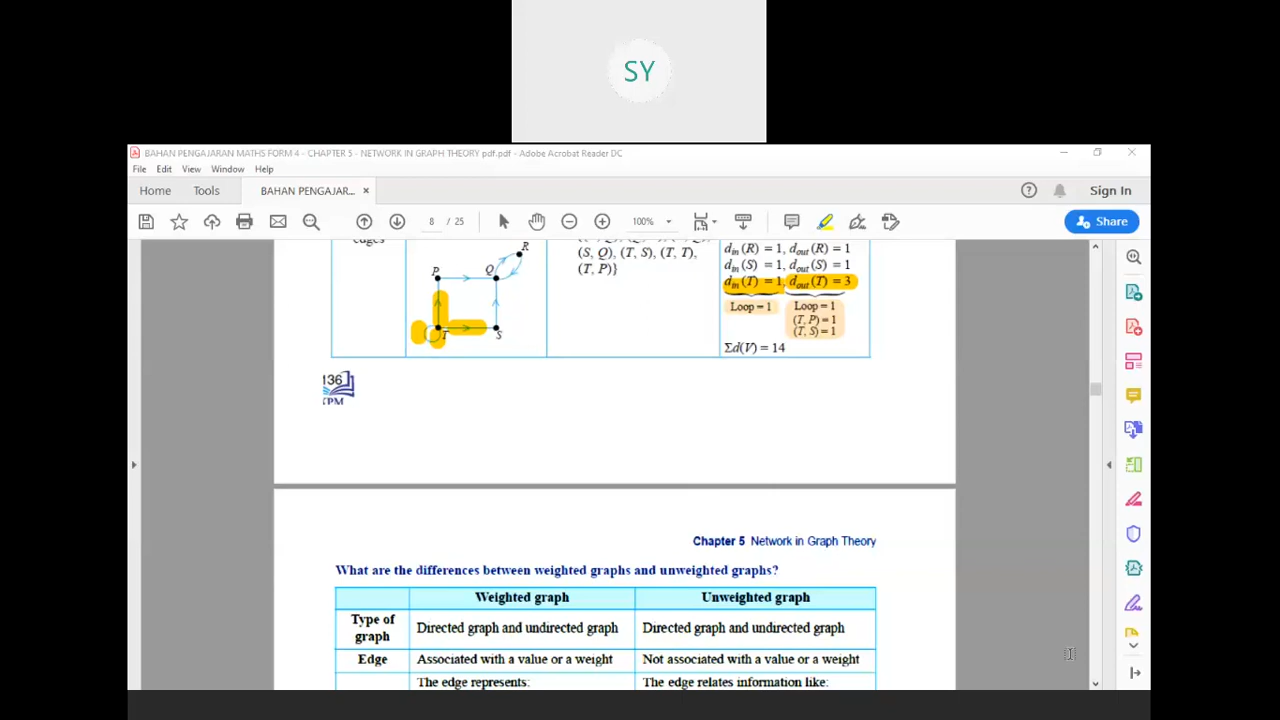 SY
BAHAN PENGAJARAN MATHS FORM 4 - CHAPTER 5 - NETWORK IN GRAPH THEORY pdf.pdf - Adobe Acrobat Reader DC
File Edit View Window Help
Home Tools BAHAN PENGAJAR... × Sign In
8 / 25 100% Share
edges
R
P Q
T S
(S, Q), (T, S), (T, T),
(T, P)}
d_in (R) = 1, d_out (R) = 1
d_in (S) = 1, d_out (S) = 1
d_in (T) = 1, d_out (T) = 3
Loop = 1 Loop = 1
(T, P) = 1
(T, S) = 1
Σd(V) = 14
136
KPM
Chapter 5 Network in Graph Theory
What are the differences between weighted graphs and unweighted graphs?
Weighted graph Unweighted graph
Type of graph Directed graph and undirected graph Directed graph and undirected graph
Edge Associated with a value or a weight Not associated with a value or a weight
The edge represents: The edge relates information like: